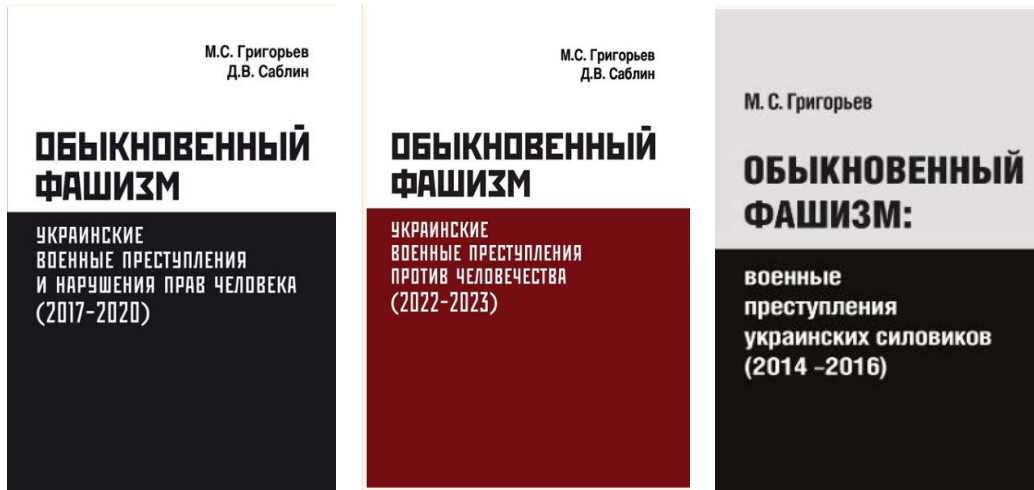 М.С. Григорьев
Д.В. Саблин
ОБЫКНОВЕННЫЙ
ФАШИЗМ
УКРАИНСКИЕ
ВОЕННЫЕ ПРЕСТУПЛЕНИЯ
И НАРУШЕНИЯ ПРАВ ЧЕЛОВЕКА
(2017-2020)
М.С. Григорьев
Д.В. Саблин
ОБЫКНОВЕННЫЙ
ФАШИЗМ
УКРАИНСКИЕ
ВОЕННЫЕ ПРЕСТУПЛЕНИЯ
ПРОТИВ ЧЕЛОВЕЧЕСТВА
(2022-2023)
М. С. Григорьев
ОБЫКНОВЕННЫЙ
ФАШИЗМ:
военные
преступления
украинских силовиков
(2014 –2016)